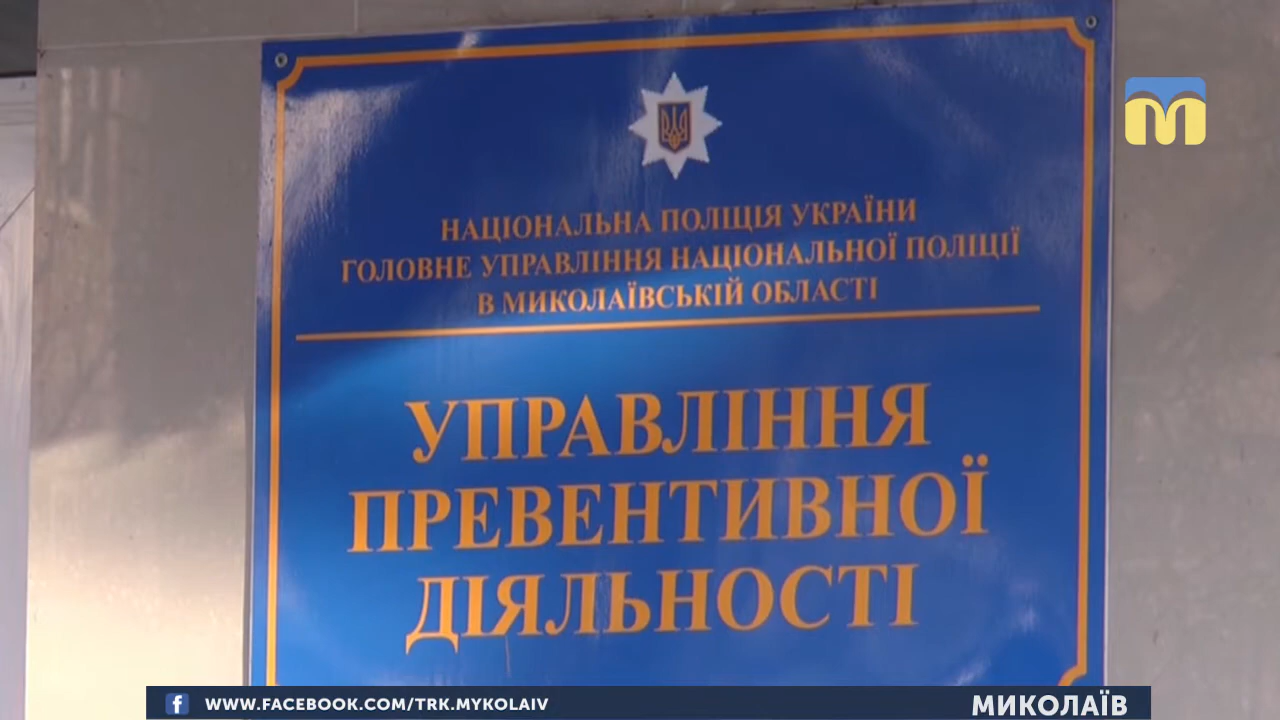 НАЦІОНАЛЬНА ПОЛІЦІЯ УКРАЇНИ
ГОЛОВНЕ УПРАВЛІННЯ НАЦІОНАЛЬНОЇ ПОЛІЦІЇ
В МИКОЛАЇВСЬКІЙ ОБЛАСТІ
УПРАВЛІННЯ
ПРЕВЕНТИВНОЇ
ДІЯЛЬНОСТІ
WWW.FACEBOOK.COM/TRK.MYKOLAIV
МИКОЛАЇВ